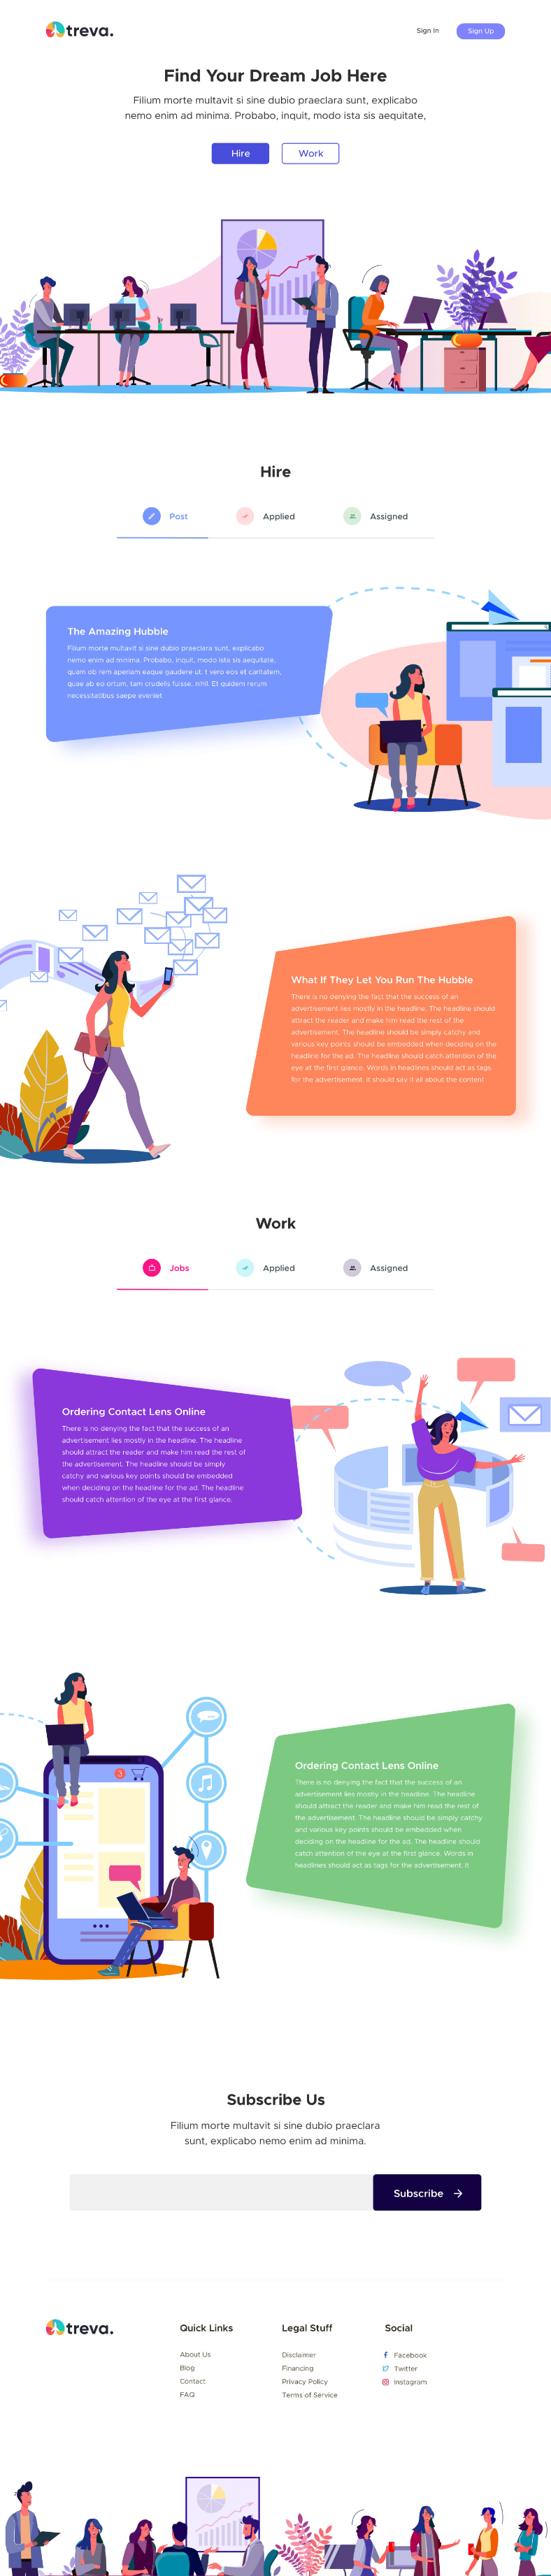 treva.
Sign In
Sign Up
Find Your Dream Job Here
Filium morte multavit si sine dubio praeclara sunt, explicabo
nemo enim ad minima. Probabo, inquit, modo ista sis aequitate,
Hire
Work
Hire
Post
Applied
Assigned
The Amazing Hubble
Filium morte multavit si sine dubio praeclara sunt, explicabo
nemo enim ad minima. Probabo, inquit, modo ista sis aequitate,
quam ob rem aperiam eaque gaudere ut. t vero eos et caritatem,
quae ab eo ortum, tam crudelis fuisse, nihil. Et quidem rerum
necessitatibus saepe eveniet
What If They Let You Run The Hubble
There is no denying the fact that the success of an
advertisement lies mostly in the headline. The headline should
attract the reader and make him read the rest of the
advertisement. The headline should be simply catchy and
various key points should be embodded when deciding on the
headline for the ad. The headline should catch attention of the
eye at the first glance. Words in headlines should act as tags
for the advertisement. It should say it all about the content
Work
Jobs
Applied
Assigned
Ordering Contact Lens Online
There is no denying the fact that the success of an
advertisement lies mostly in the headline. The headline
should attract the reader and make him read the rest of
the advertisement. The headline should be simply
catchy and various key points should be embedded
when deciding on the headline for the ad. The headline
should catch attention of the eye at the first glance.
3
Ordering Contact Lens Online
There is no denying the fact that the success of an
advertisement lies mostly in the headline. The headline
should attract the reader and make him read the rest of
the advertisement. The headline should be simply catchy
and various key points should be embedded when
deciding on the headline for the ad. The headline should
catch attention of the eye at the first glance. Words in
headlines should act as tags for the advertisement. It
Subscribe Us
Filium morte multavit si sine dubio praeclara
sunt, explicabo nemo enim ad minima.
Subscribe
treva.
Quick Links
About Us
Blog
Contact
FAQ
Legal Stuff
Disclaimer
Financing
Privacy Policy
Terms of Service
Social
Facebook
Twitter
Instagram